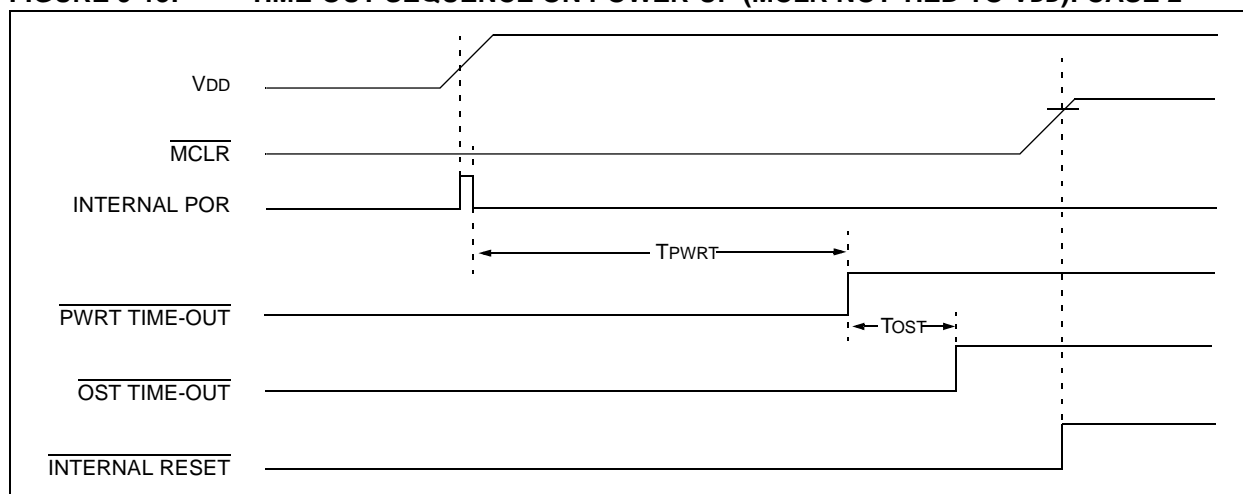 FIGURE TIME-OUT SEQUENCE ON POWER-UP (MCLR NOT TIED TO VDD): CASE 2
VDD
MCLR
INTERNAL POR
TPWRT
PWRT TIME-OUT
TOST
OST TIME-OUT
INTERNAL RESET